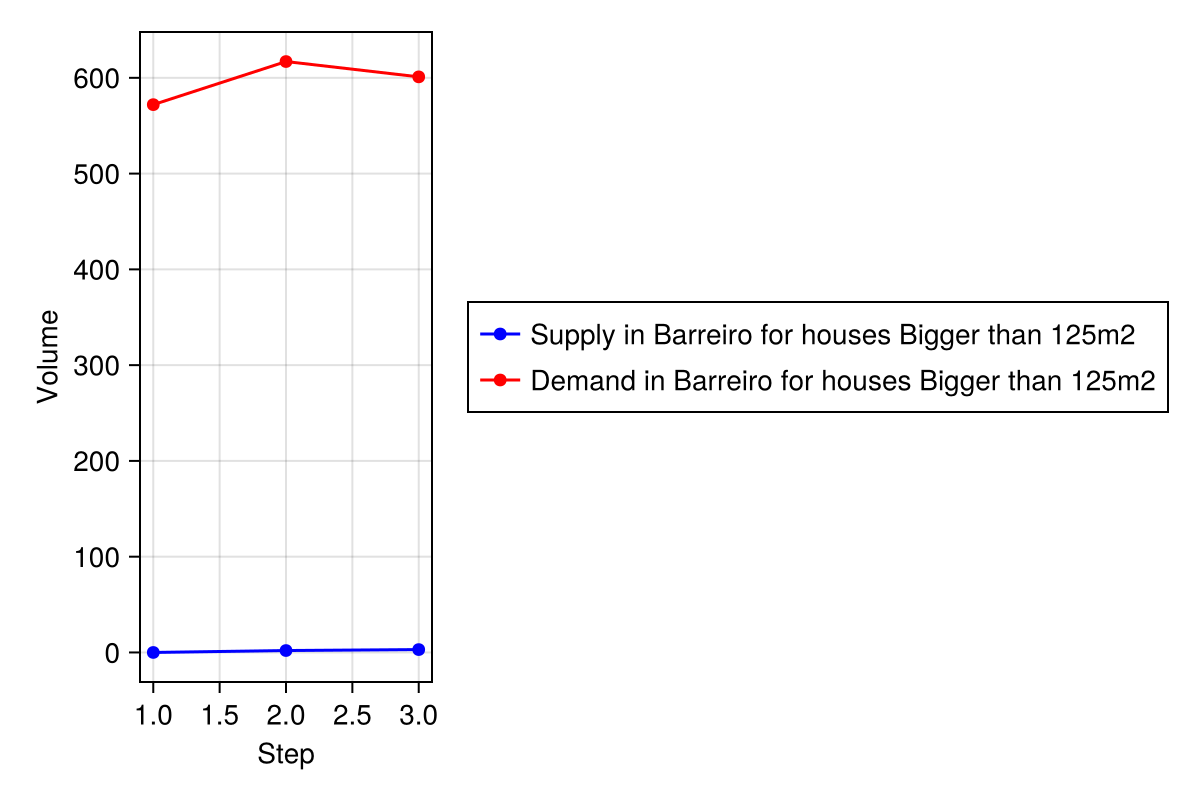 600
500
400
300
200
100
0
Volume
1.0 1.5 2.0 2.5 3.0
Step
Supply in Barreiro for houses Bigger than 125m2
Demand in Barreiro for houses Bigger than 125m2